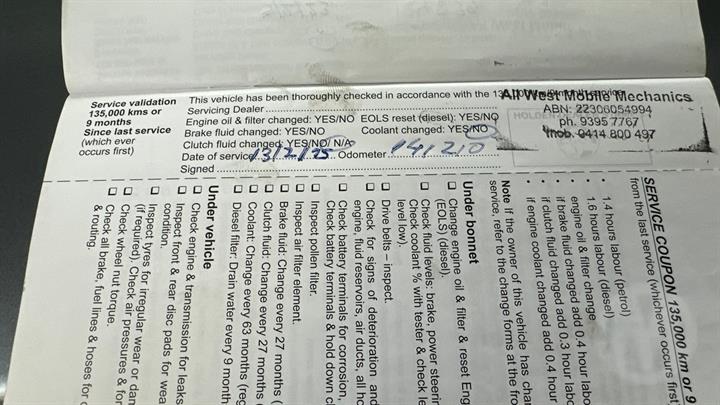 Service validation
135,000 kms or
9 months
Since last service
(which ever
occurs first)
This vehicle has been thoroughly checked in accordance with the
Servicing Dealer
Engine oil & filter changed: YES/NO EOLS reset (diesel): YES/NO
Brake fluid changed: YES/NO Coolant changed: YES/NO
Clutch fluid changed: YES/NO/ N/A
Date of service 13/2/25 Odometer 141210
Signed
All West Mobile Mechanics
ABN: 22306054994
ph. 9395 7767
mob. 0414 800 497
HOLDEN
SERVICE COUPON 135,000 km or 9
from the last service (whichever occurs first
• 1.4 hours labour (petrol)
• 1.6 hours labour (diesel)
• engine oil & filter change
• if brake fluid changed add 0.4 hour labo
• if clutch fluid changed add 0.3 hour labo
• if engine coolant changed add 0.4 hour
Note If the owner of this vehicle has chan
service, refer to the change forms at the fro
Under bonnet
Change engine oil & filter & reset Eng
(EOLS) (diesel).
Check fluid levels: brake, power steerin
Check coolant % with tester & check le
level low).
Drive belts – inspect.
Check for signs of deterioration and
engine, fluid reservoirs, air ducts, all ho
Check battery terminals for corrosion,
Check battery terminals & hold down cl
Inspect pollen filter.
Inspect air filter element.
Brake fluid: Change every 27 months (
Clutch fluid: Change every 27 months (
Coolant: Change every 63 months (reg
Diesel filter: Drain water every 9 month
Under vehicle
Check engine & transmission for leaks
Inspect front & rear disc pads for wea
condition.
Inspect tyres for irregular wear or dam
(if required). Check air pressures & for
Check wheel nut torque.
Check all brake, fuel lines & hoses for c
& routing.